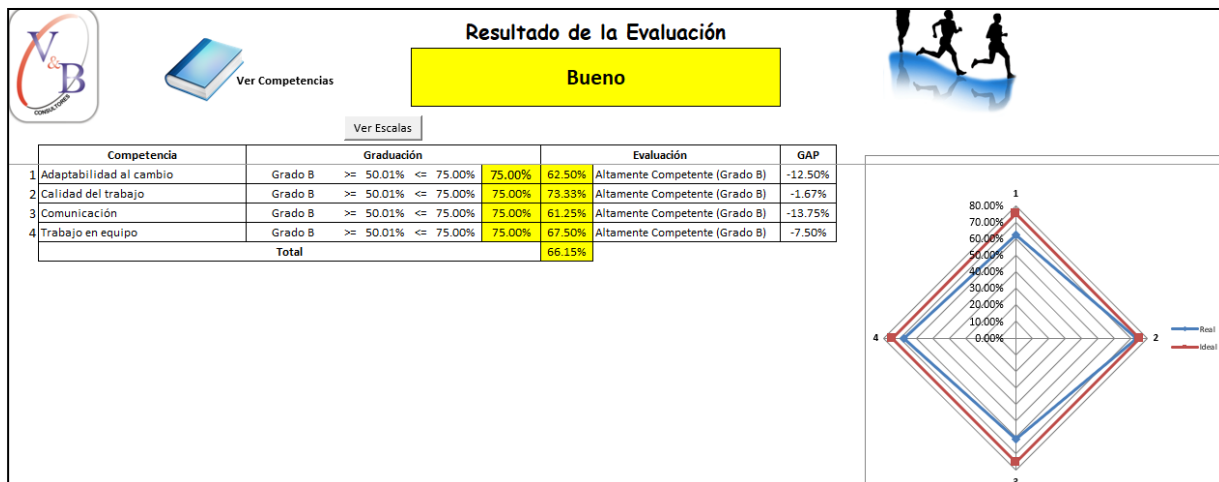 V&B
CONSULTORES
Ver Competencias
Resultado de la Evaluación
Bueno
Ver Escalas
Competencia Graduación Evaluación GAP
1 Adaptabilidad al cambio Grado B >= 50.01% <= 75.00% 75.00% 62.50% Altamente Competente (Grado B) -12.50%
2 Calidad del trabajo Grado B >= 50.01% <= 75.00% 75.00% 73.33% Altamente Competente (Grado B) -1.67%
3 Comunicación Grado B >= 50.01% <= 75.00% 75.00% 61.25% Altamente Competente (Grado B) -13.75%
4 Trabajo en equipo Grado B >= 50.01% <= 75.00% 75.00% 67.50% Altamente Competente (Grado B) -7.50%
Total 66.15%
1
80.00%
70.00%
60.00%
50.00%
40.00%
30.00%
20.00%
10.00%
0.00%
4
2
Real
Ideal
3